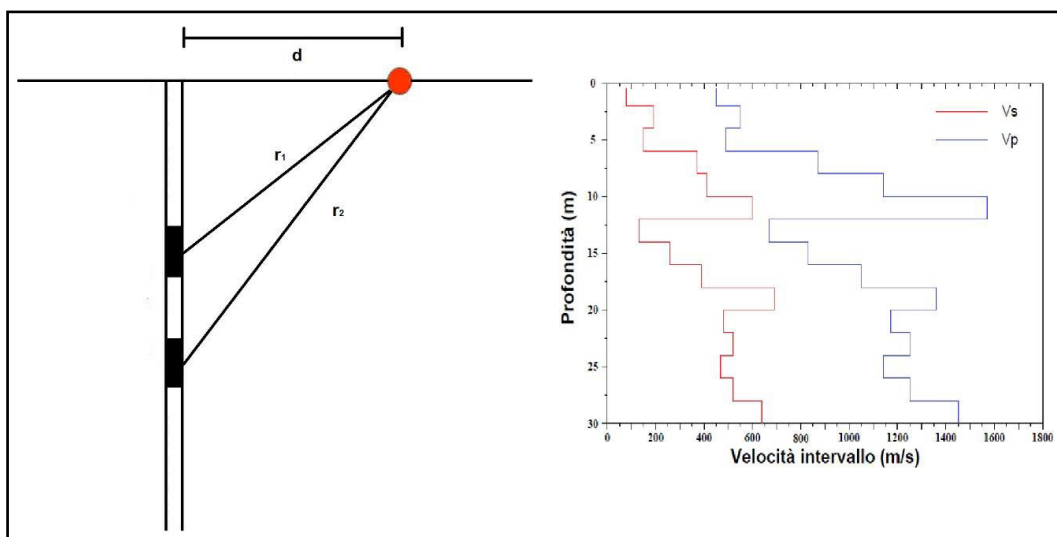 d
r₁
r₂
Profondità (m)
0
5
10
15
20
25
30
Vs
Vp
0 200 400 600 800 1000 1200 1400 1600 1800
Velocità intervallo (m/s)